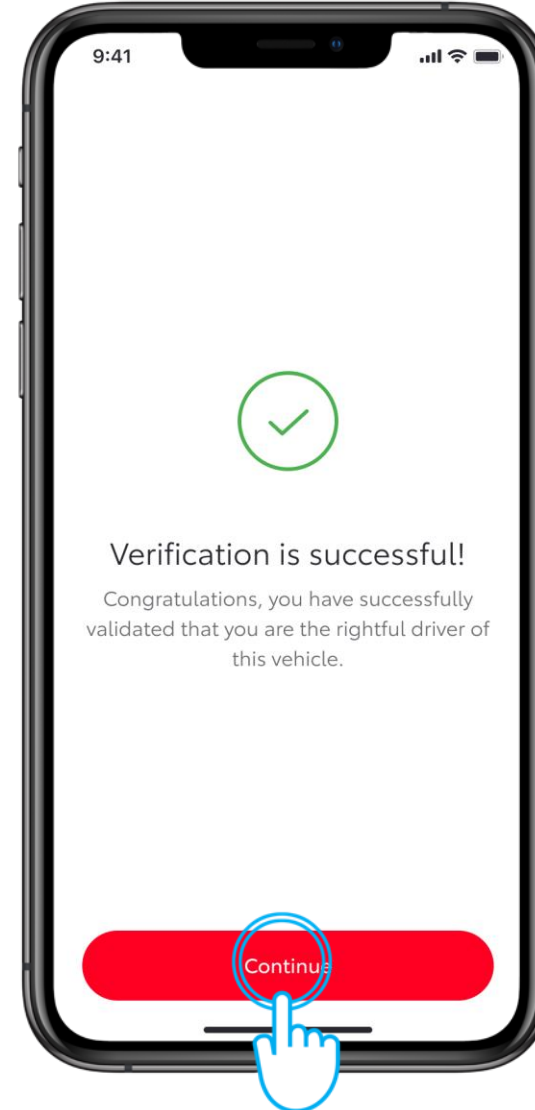 9:41
Verification is successful!
Congratulations, you have successfully
validated that you are the rightful driver of
this vehicle.
Continue